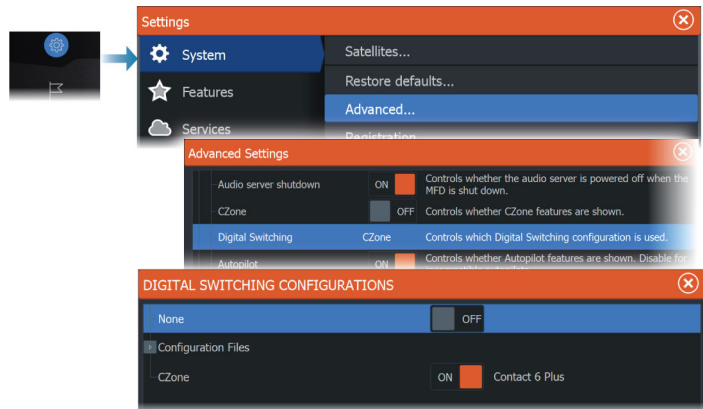 Settings
System
Satellites...
Features
Restore defaults...
Advanced...
Services
Registration
Advanced Settings
Audio server shutdown
ON
Controls whether the audio server is powered off when the
MFD is shut down.
CZone
OFF
Controls whether CZone features are shown.
Digital Switching
CZone
Controls which Digital Switching configuration is used.
Autopilot
ON
Controls whether Autopilot features are shown. Disable for
DIGITAL SWITCHING CONFIGURATIONS
None
OFF
Configuration Files
CZone
ON
Contact 6 Plus